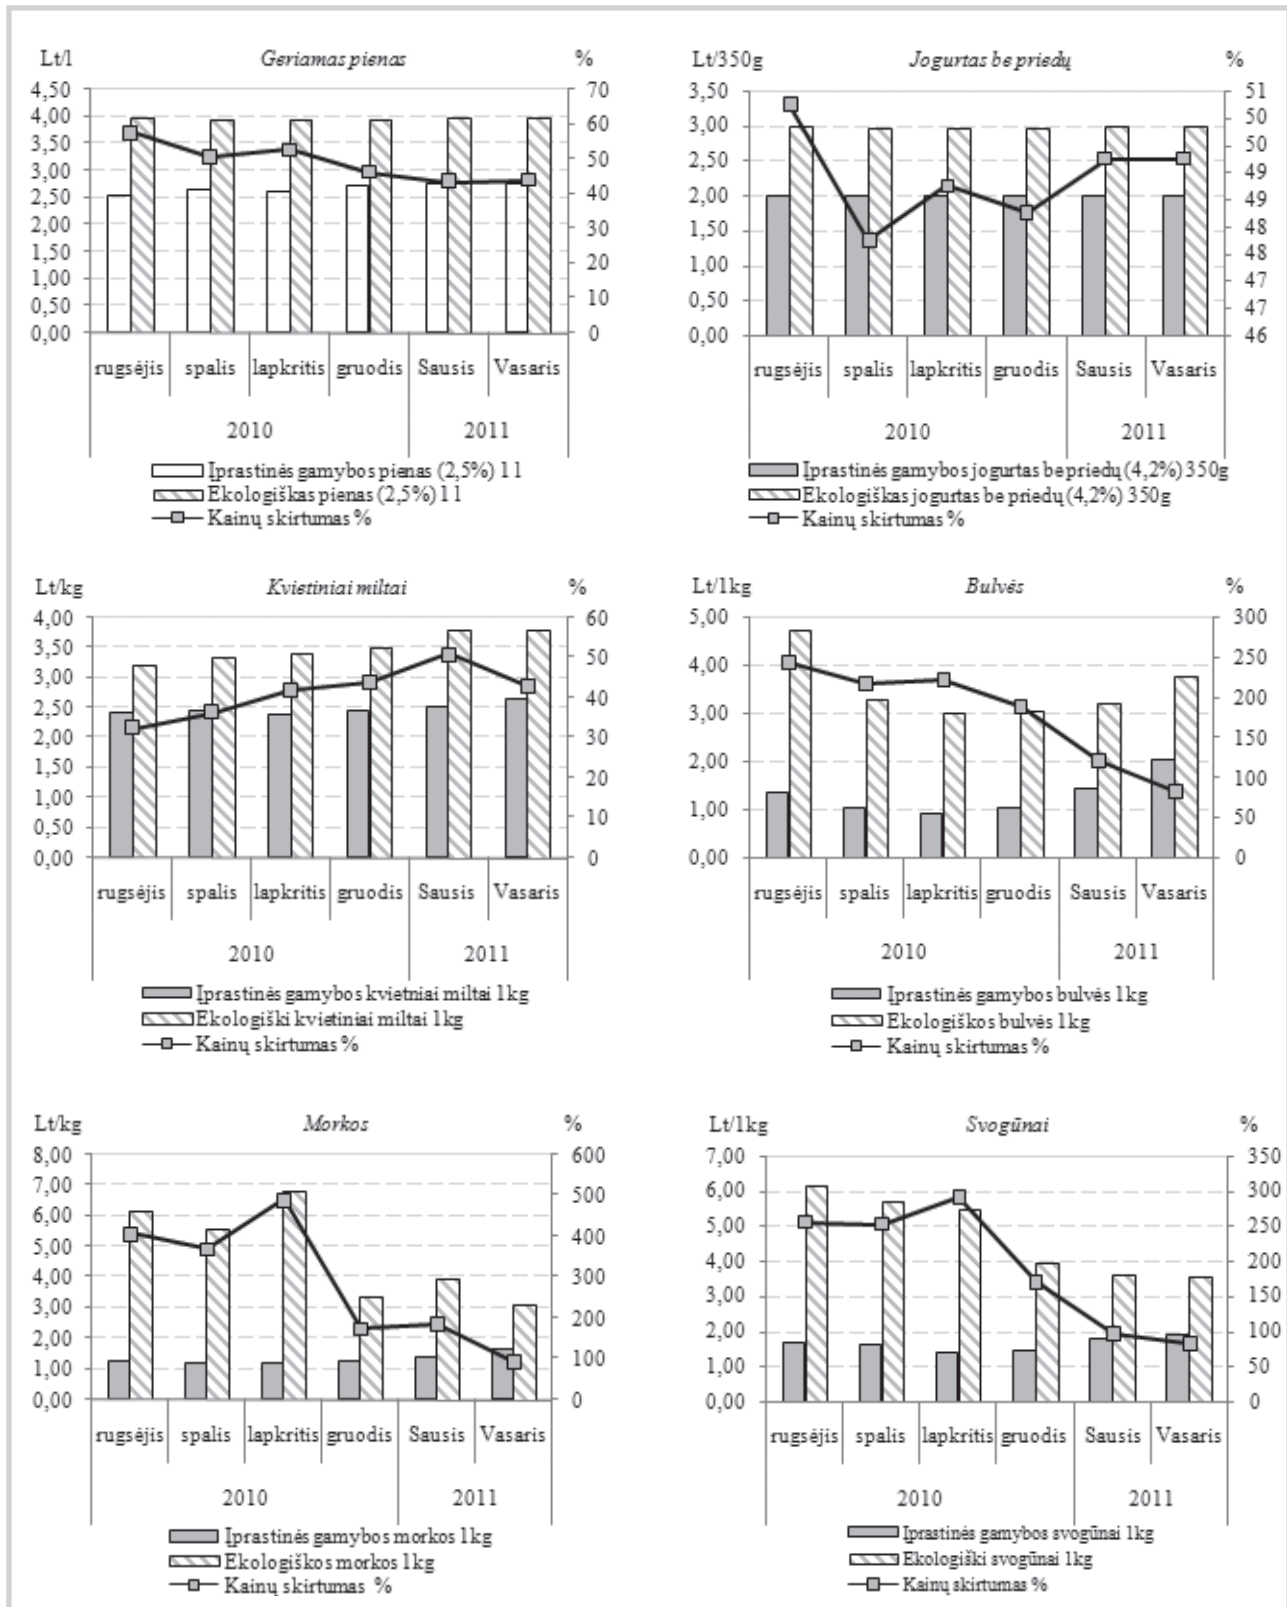 Lt/l Geriamas pienas %
4,50 70
4,00 60
3,50 50
3,00 40
2,50 30
2,00 20
1,50 10
1,00 0
0,50
0,00
rugsėjis spalis lapkritis gruodis Sausis Vasaris
2010 2011
Įprastinės gamybos pienas (2,5%) 1 l
Ekologiškas pienas (2,5%) 1 l
Kainų skirtumas %
Lt/350g Jogurtas be priedų %
3,50 51
3,00 50
2,50 50
2,00 49
1,50 49
1,00 48
0,50 48
0,00 47
47
46
rugsėjis spalis lapkritis gruodis Sausis Vasaris
2010 2011
Įprastinės gamybos jogurtas be priedų (4,2%) 350g
Ekologiškas jogurtas be priedų (4,2%) 350g
Kainų skirtumas %
Lt/kg Kvietiniai miltai %
4,00 60
3,50 50
3,00 40
2,50 30
2,00 20
1,50 10
1,00 0
0,50
0,00
rugsėjis spalis lapkritis gruodis Sausis Vasaris
2010 2011
Įprastinės gamybos kvietniai miltai 1kg
Ekologiški kvietiniai miltai 1kg
Kainų skirtumas %
Lt/1kg Bulvės %
5,00 300
4,00 250
3,00 200
2,00 150
1,00 100
0,00 50
0
rugsėjis spalis lapkritis gruodis Sausis Vasaris
2010 2011
Įprastinės gamybos bulvės 1kg
Ekologiškos bulvės 1kg
Kainų skirtumas %
Lt/kg Morkos %
8,00 600
7,00 500
6,00 400
5,00 300
4,00 200
3,00 100
2,00 0
1,00
0,00
rugsėjis spalis lapkritis gruodis Sausis Vasaris
2010 2011
Įprastinės gamybos morkos 1kg
Ekologiškos morkos 1kg
Kainų skirtumas %
Lt/1kg Svogūnai %
7,00 350
6,00 300
5,00 250
4,00 200
3,00 150
2,00 100
1,00 50
0,00 0
rugsėjis spalis lapkritis gruodis Sausis Vasaris
2010 2011
Įprastinės gamybos svogūnai 1kg
Ekologiški svogūnai 1kg
Kainų skirtumas %